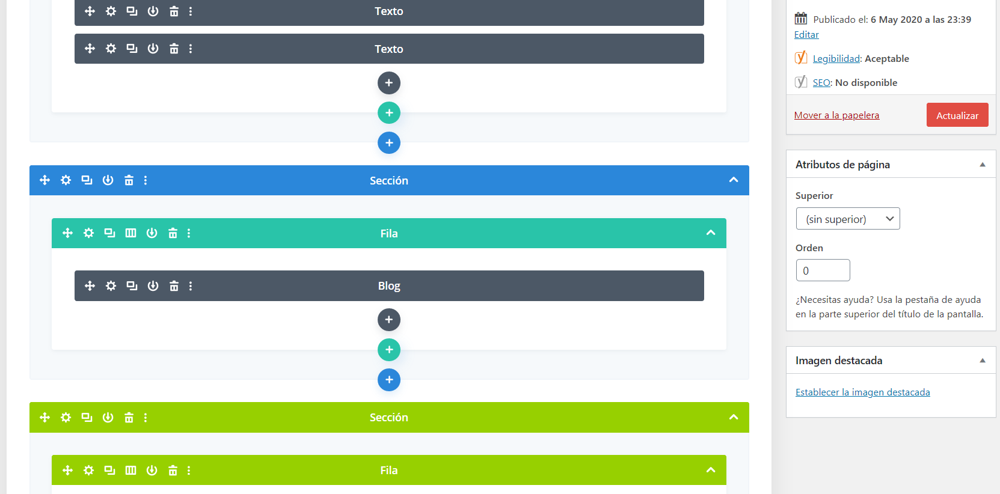 Texto
Texto
Sección
Fila
Blog
Sección
Fila
Publicado el: 6 May 2020 a las 23:39
Editar
Legibilidad: Aceptable
SEO: No disponible
Mover a la papelera
Actualizar
Atributos de página
Superior
(sin superior)
Orden
0
¿Necesitas ayuda? Usa la pestaña de ayuda
en la parte superior del título de la pantalla.
Imagen destacada
Establecer la imagen destacada